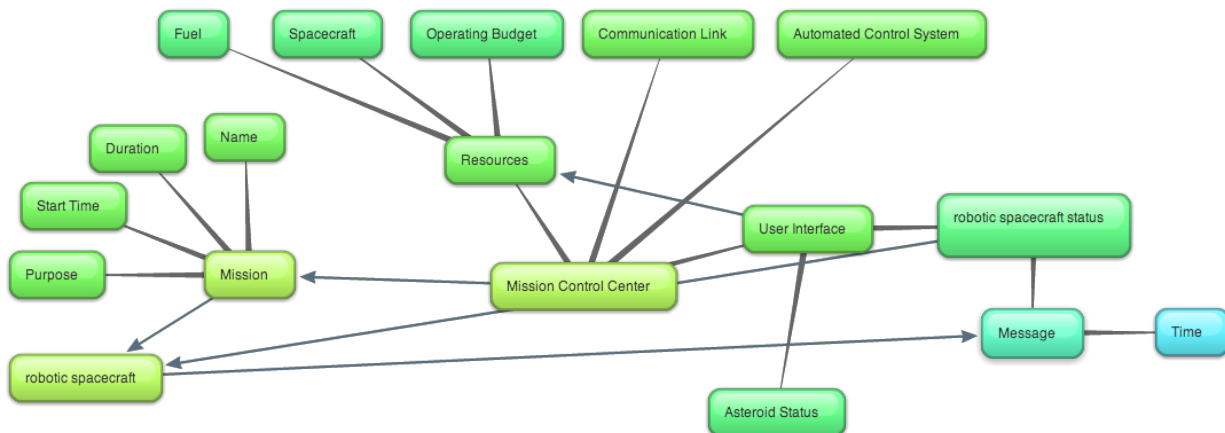 Fuel
Spacecraft
Operating Budget
Communication Link
Automated Control System
Name
Duration
Resources
Start Time
robotic spacecraft status
User Interface
Purpose
Mission
Mission Control Center
Message
Time
robotic spacecraft
Asteroid Status